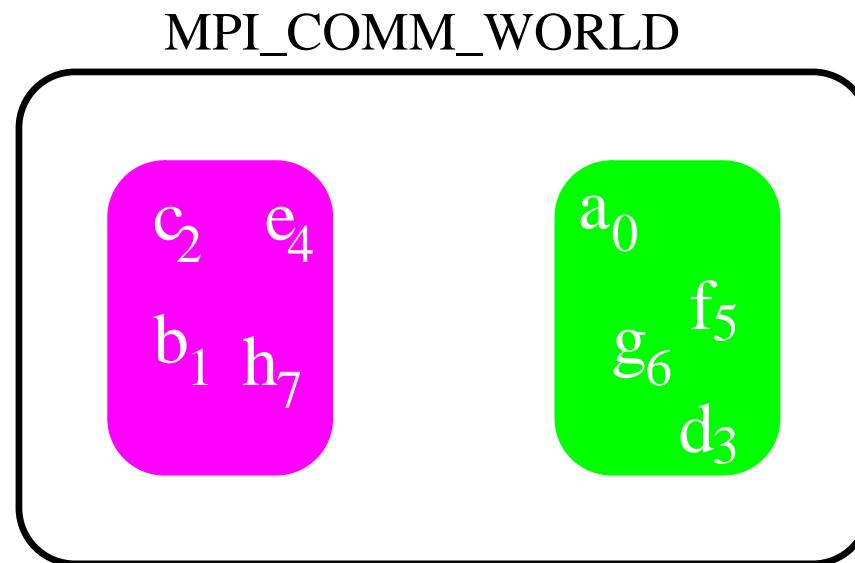 MPI_COMM_WORLD
c₂ e₄ a₀
f₅
b₁ h₇ g₆
d₃